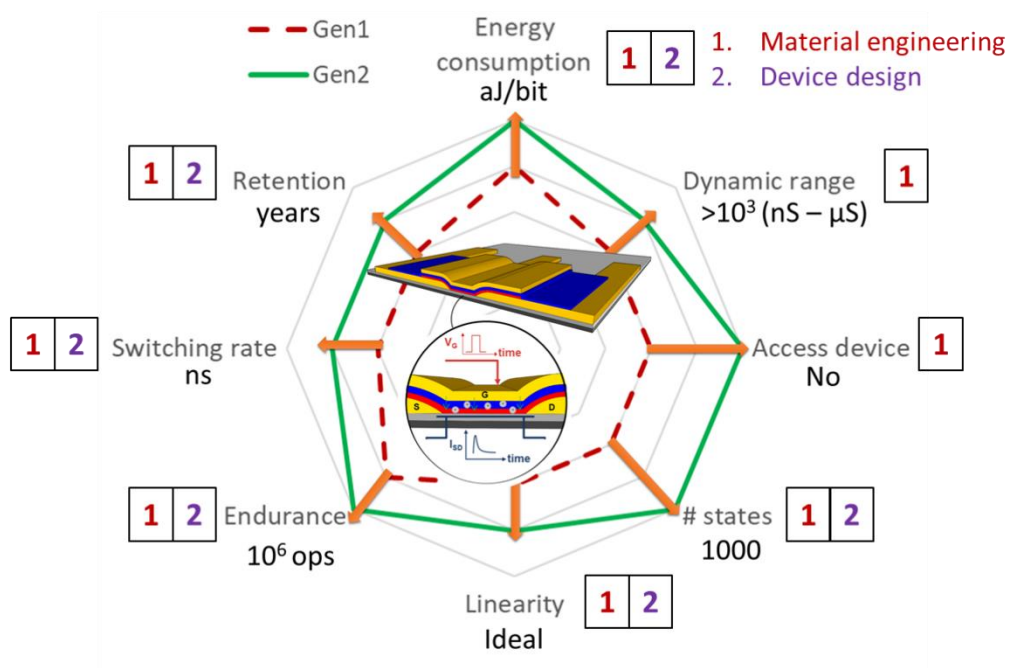 Gen1
Gen2
Energy
consumption
aJ/bit
1 2
1. Material engineering
2. Device design
1 2
Retention
years
Dynamic range
>10³ (nS – µS)
1
1 2
Switching rate
ns
Access device
No
1
V_G
time
G
S
D
I_SD
time
1 2
Endurance
10⁶ ops
# states
1000
1 2
Linearity
Ideal
1 2